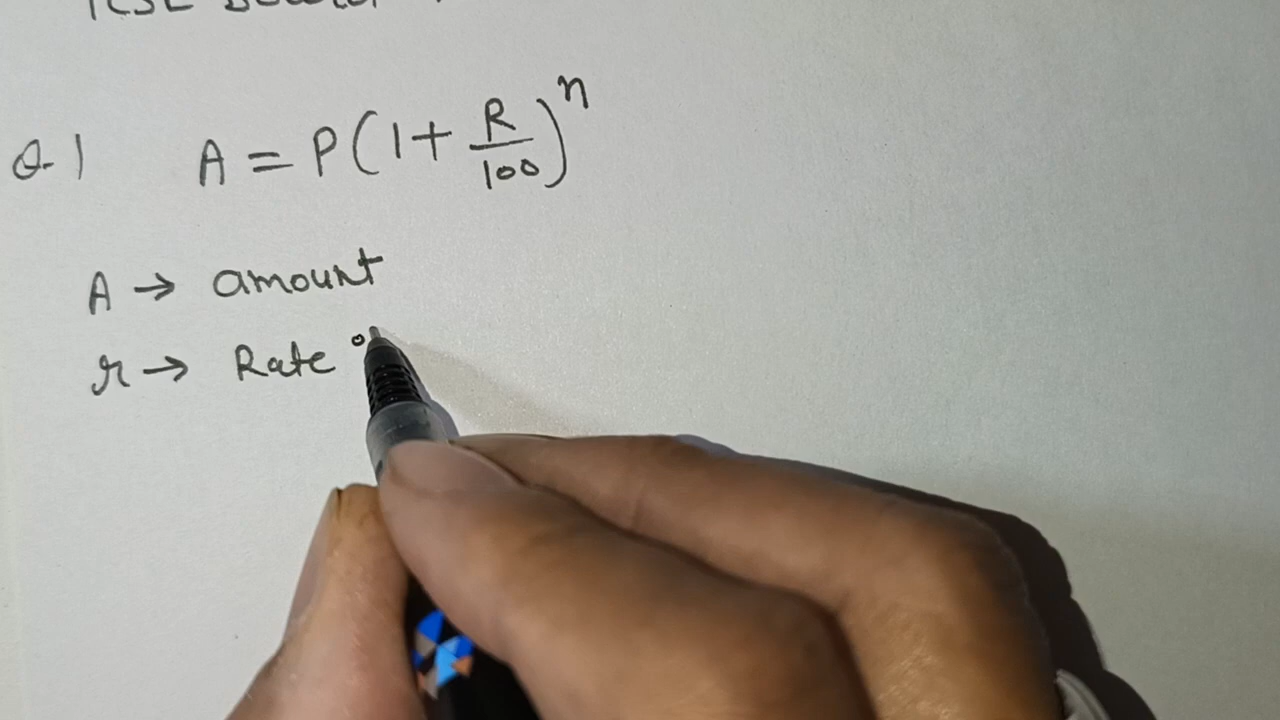 Q.1 A = P(1 + R/100)^n
A → amount
r → Rate